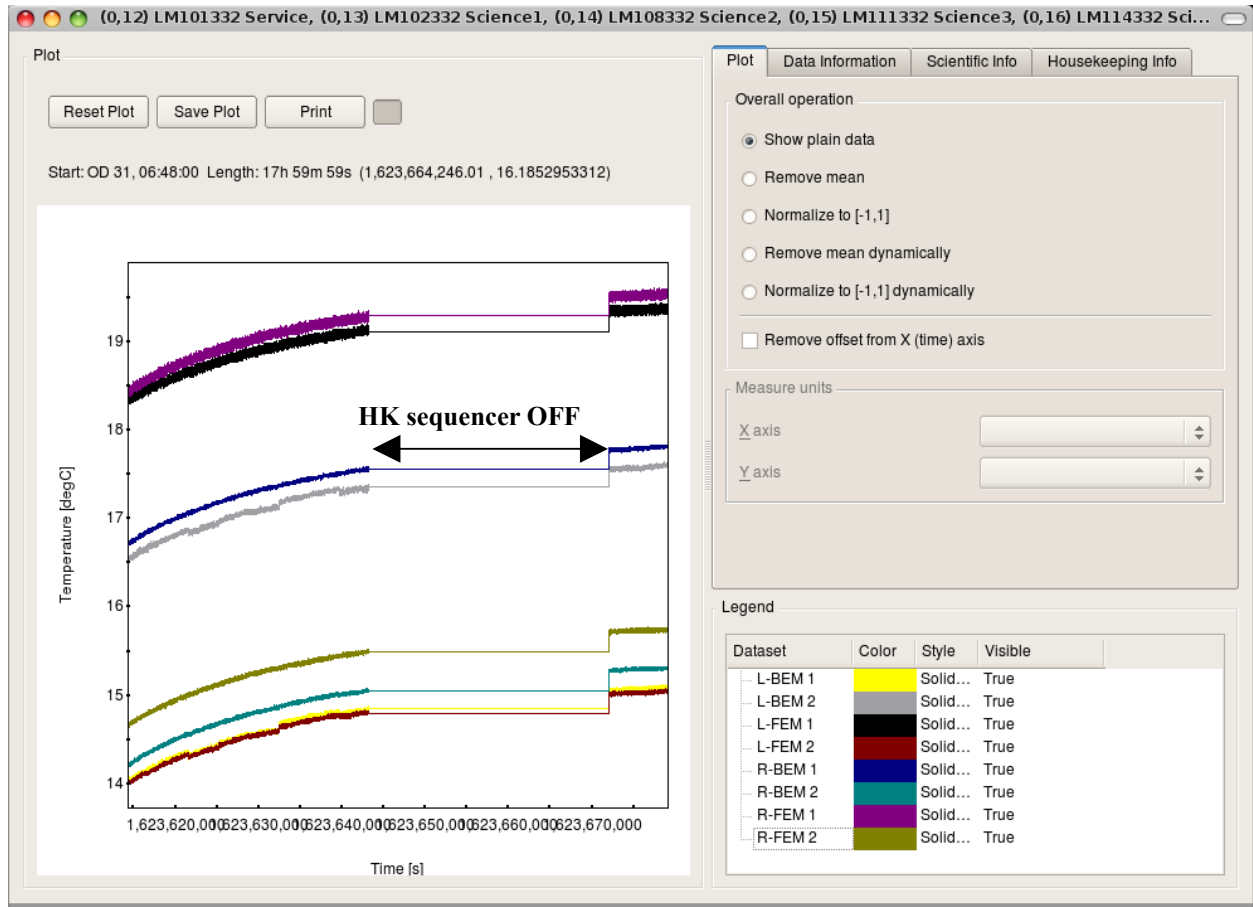 (0,12) LM101332 Service, (0,13) LM102332 Science1, (0,14) LM108332 Science2, (0,15) LM111332 Science3, (0,16) LM114332 Sci...
Plot
Reset Plot Save Plot Print
Start: OD 31, 06:48:00 Length: 17h 59m 59s (1,623,664,246.01 , 16.1852953312)
19
18
17
16
15
14
Temperature [degC]
HK sequencer OFF
1,623,620,000 1,623,630,000 1,623,640,000 1,623,650,000 1,623,660,000 1,623,670,000
Time [s]
Plot Data Information Scientific Info Housekeeping Info
Overall operation
Show plain data
Remove mean
Normalize to [-1,1]
Remove mean dynamically
Normalize to [-1,1] dynamically
Remove offset from X (time) axis
Measure units
X axis
Y axis
Legend
Dataset Color Style Visible
L-BEM 1 Solid... True
L-BEM 2 Solid... True
L-FEM 1 Solid... True
L-FEM 2 Solid... True
R-BEM 1 Solid... True
R-BEM 2 Solid... True
R-FEM 1 Solid... True
R-FEM 2 Solid... True